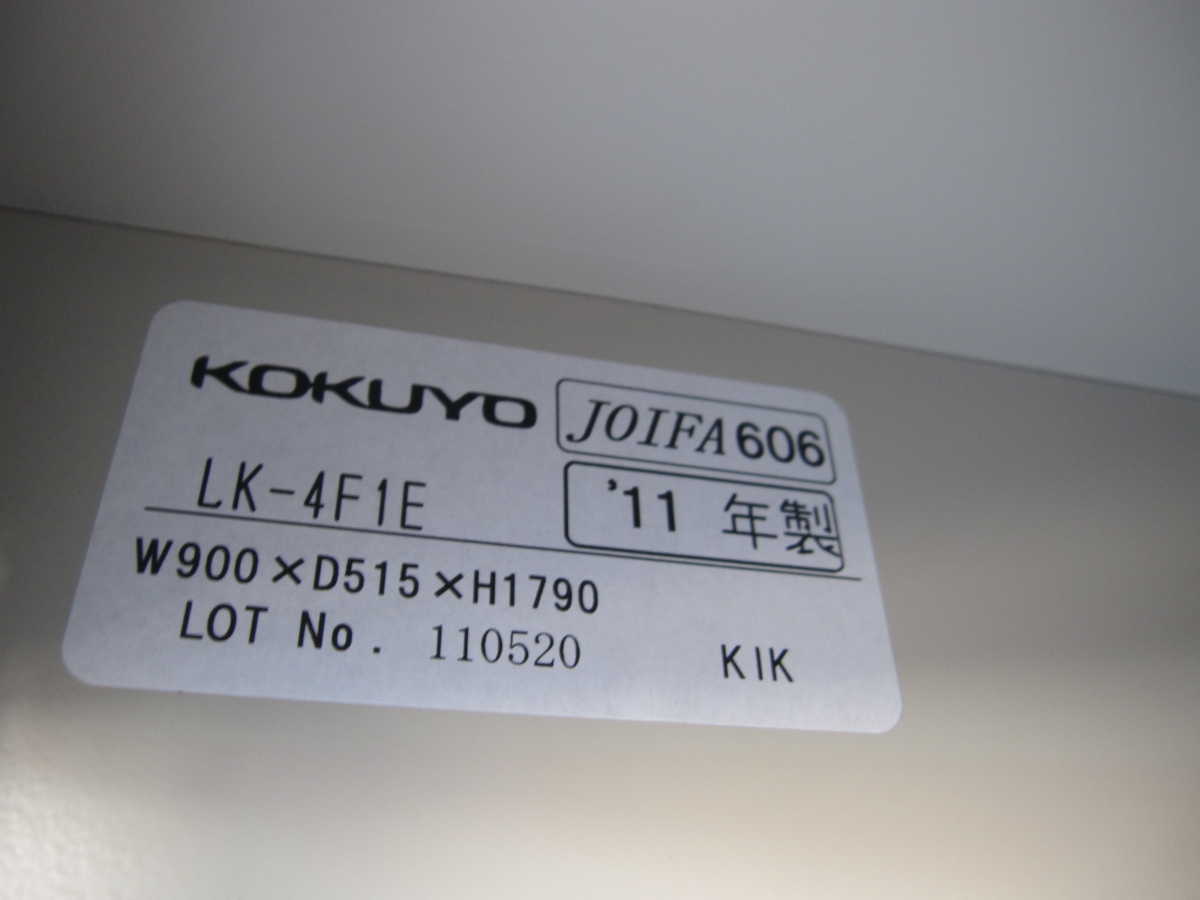 KOKUYO
JOIFA606
LK-4F1E
'11 年製
W900×D515×H1790
LOT No. 110520 KIK